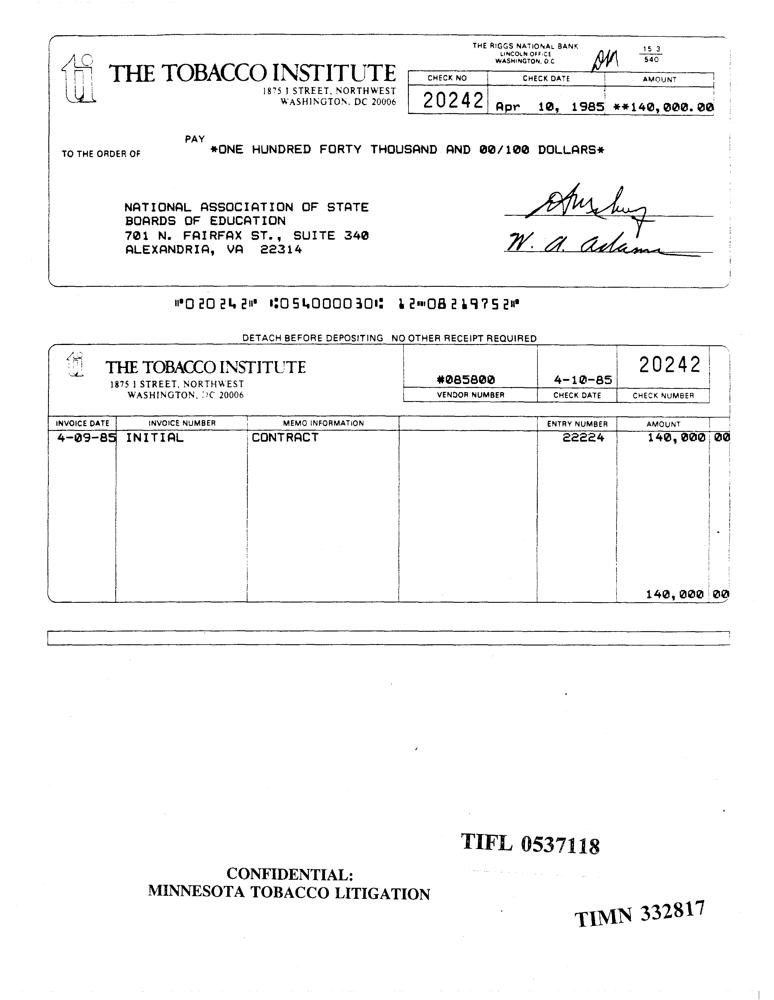 THE RIGGS NATIONAL BANK
LINCOLN OFFICE
WASHINGTON, D.C.
15 3
540
ti
THE TOBACCO INSTITUTE
1875 I STREET, NORTHWEST
WASHINGTON, DC 20006
CHECK NO CHECK DATE AMOUNT
20242 Apr 10, 1985 **140,000.00
PAY
TO THE ORDER OF *ONE HUNDRED FORTY THOUSAND AND 00/100 DOLLARS*
NATIONAL ASSOCIATION OF STATE
BOARDS OF EDUCATION
701 N. FAIRFAX ST., SUITE 340
ALEXANDRIA, VA 22314
W. A. Adams
⑈020242⑈ ⑆054000030⑆ 12⑉08219752⑈
DETACH BEFORE DEPOSITING NO OTHER RECEIPT REQUIRED
ti
THE TOBACCO INSTITUTE
1875 I STREET, NORTHWEST
WASHINGTON, DC 20006
#085800 4-10-85 20242
VENDOR NUMBER CHECK DATE CHECK NUMBER
INVOICE DATE INVOICE NUMBER MEMO INFORMATION ENTRY NUMBER AMOUNT
4-09-85 INITIAL CONTRACT 22224 140,000 00
140,000 00
TIFL 0537118
CONFIDENTIAL:
MINNESOTA TOBACCO LITIGATION
TIMN 332817